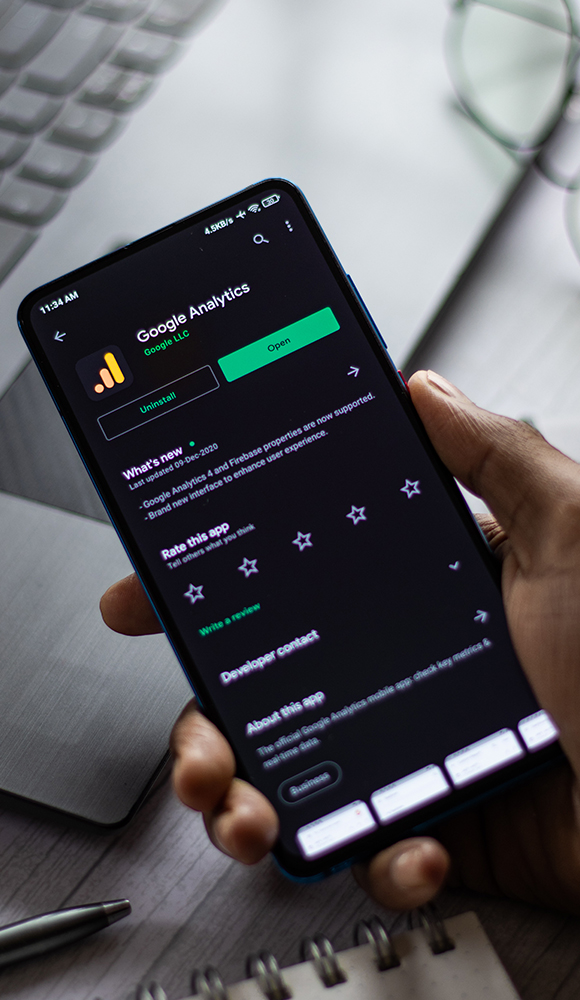 11:34 AM
4.5KB/s
Google Analytics
Google LLC
Uninstall
Open
What's new
Last updated 09-Dec-2020
- Google Analytics 4 and Firebase properties are now supported.
- Brand new interface to enhance user experience.
Rate this app
Tell others what you think
Write a review
Developer contact
About this app
The official Google Analytics mobile app: check key metrics &
real-time data.
Business